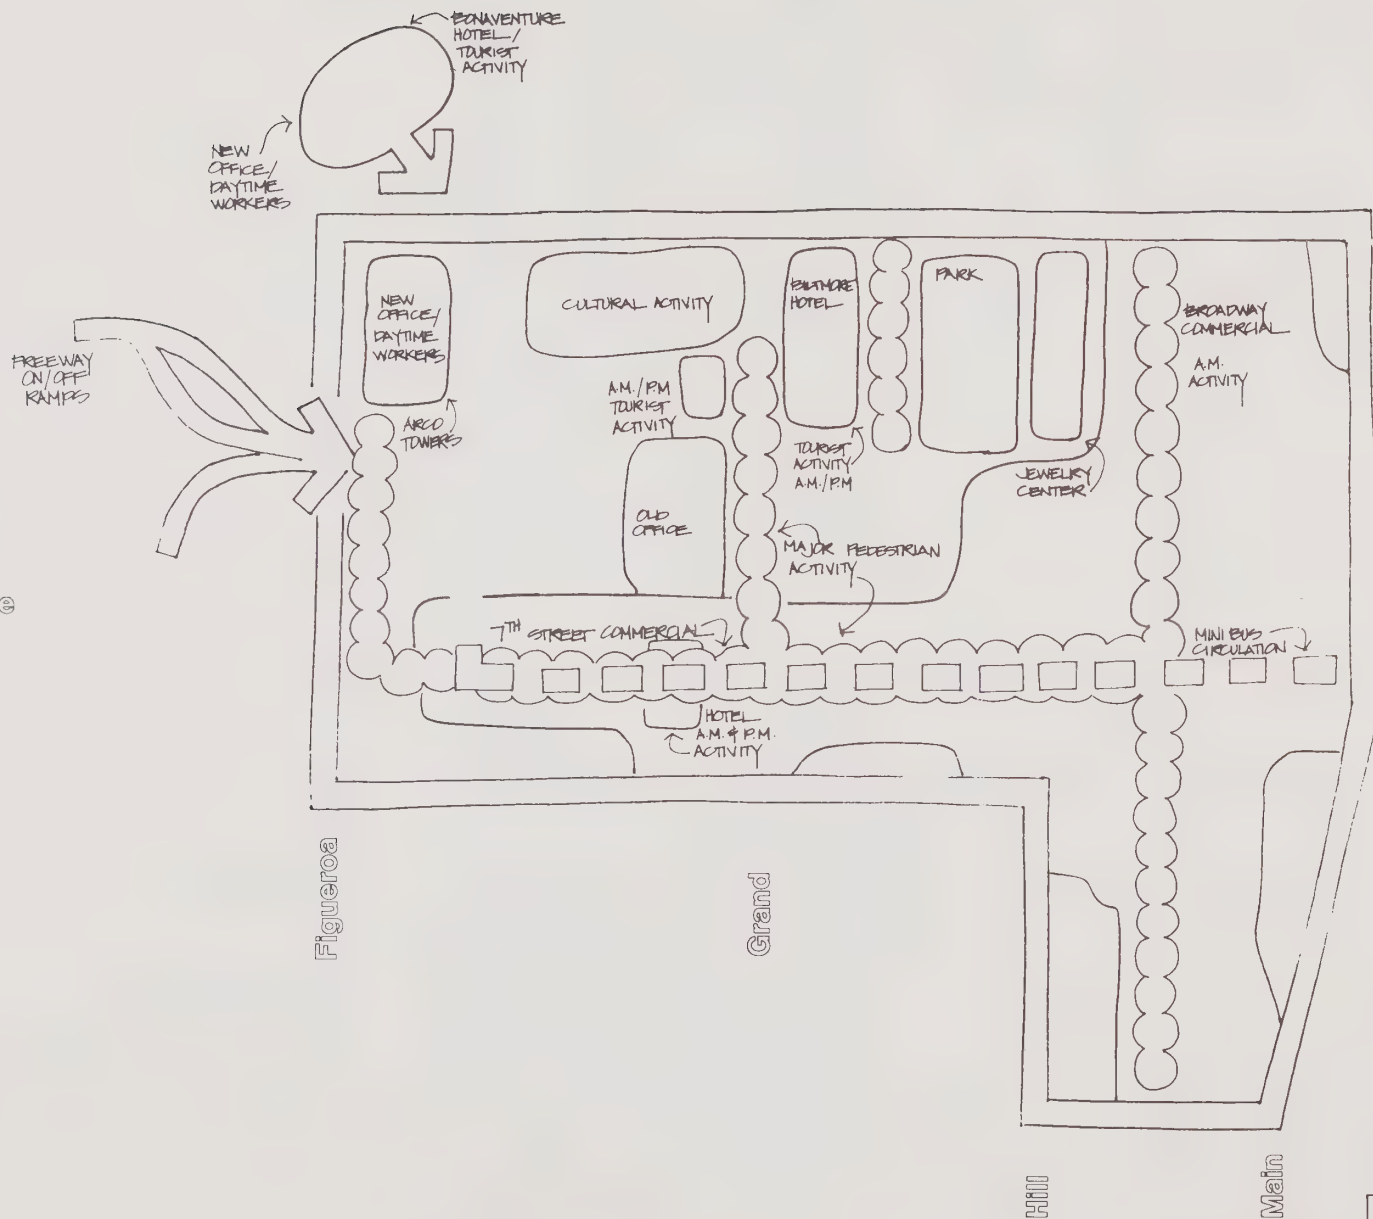 BONAVENTURE
HOTEL/
TOURIST
ACTIVITY
NEW
OFFICE/
DAYTIME
WORKERS
FREEWAY
ON/OFF
RAMPS
NEW
OFFICE/
DAYTIME
WORKERS
ARCO
TOWERS
CULTURAL ACTIVITY
A.M./P.M
TOURIST
ACTIVITY
OLD
OFFICE
BILTMORE
HOTEL
TOURIST
ACTIVITY
A.M./P.M
PARK
JEWELRY
CENTER
BROADWAY
COMMERCIAL
A.M.
ACTIVITY
MAJOR PEDESTRIAN
ACTIVITY
7TH STREET COMMERCIAL
MINI BUS
CIRCULATION
HOTEL
A.M. & P.M.
ACTIVITY
Figueroa
Grand
Hill
Main